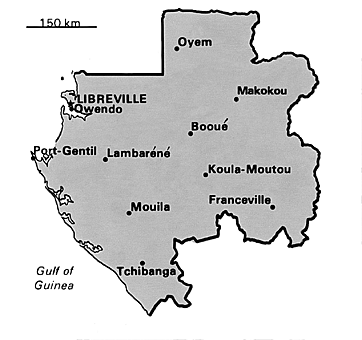 150 km
Oyem
Makokou
LIBREVILLE
Owendo
Booué
Port-Gentil
Lambaréné
Koula-Moutou
Mouila
Franceville
Gulf of
Guinea
Tchibanga